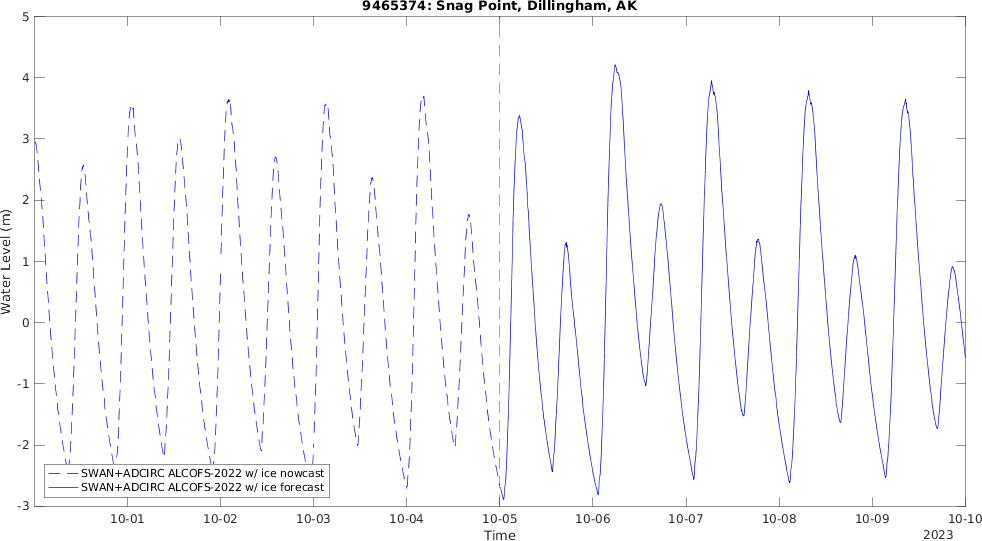 9465374: Snag Point, Dillingham, AK
5
4
3
2
1
0
-1
-2
-3
Water Level (m)
SWAN+ADCIRC ALCOFS-2022 w/ ice nowcast
SWAN+ADCIRC ALCOFS-2022 w/ ice forecast
10-01 10-02 10-03 10-04 10-05 10-06 10-07 10-08 10-09 10-10
Time
2023